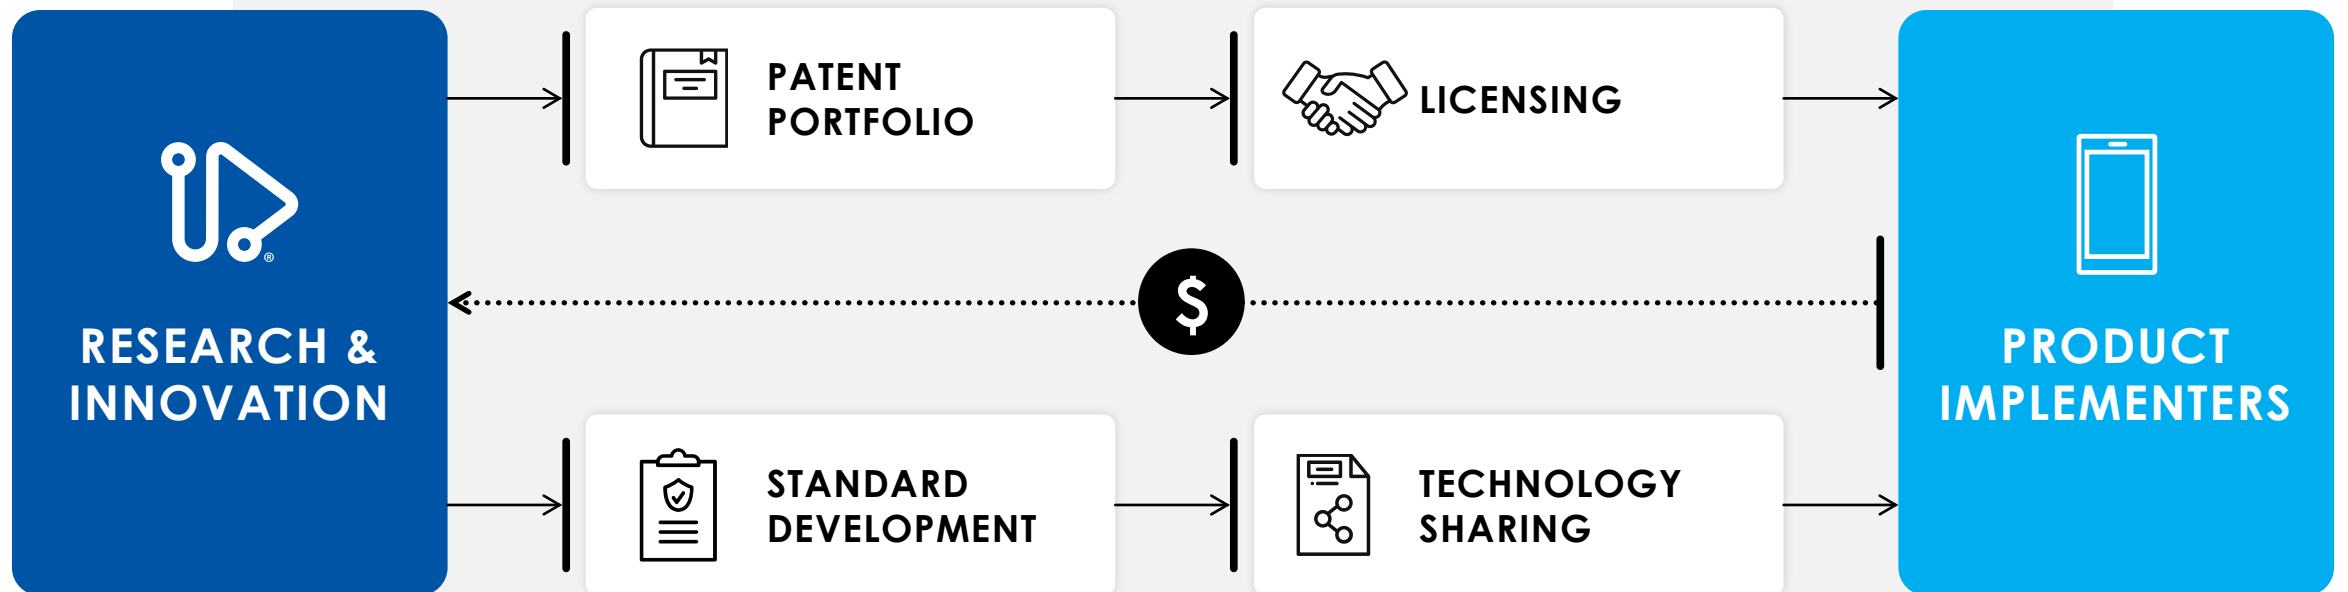 PATENT
PORTFOLIO
LICENSING
®
RESEARCH &
INNOVATION
$
PRODUCT
IMPLEMENTERS
STANDARD
DEVELOPMENT
TECHNOLOGY
SHARING